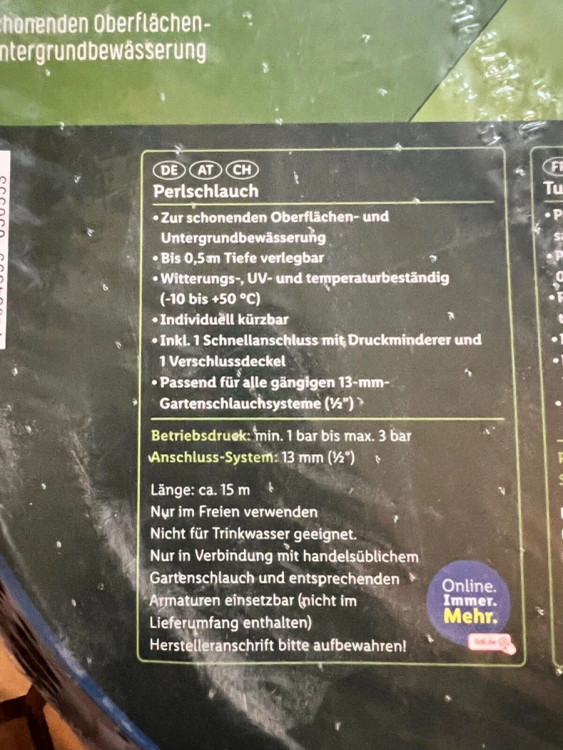 schonenden Oberflächen-
ntergrundbewässerung
DE AT CH
Perlschlauch
• Zur schonenden Oberflächen- und
Untergrundbewässerung
• Bis 0,5m Tiefe verlegbar
• Witterungs-, UV- und temperaturbeständig
(-10 bis +50 °C)
• Individuell kürzbar
• Inkl. 1 Schnellanschluss mit Druckminderer und
1 Verschlussdeckel
• Passend für alle gängigen 13-mm-
Gartenschlauchsysteme (½")
Betriebsdruck: min. 1 bar bis max. 3 bar
Anschluss-System: 13 mm (½")
Länge: ca. 15 m
Nur im Freien verwenden
Nicht für Trinkwasser geeignet.
Nur in Verbindung mit handelsüblichem
Gartenschlauch und entsprechenden
Armaturen einsetzbar (nicht im
Lieferumfang enthalten)
Herstelleranschrift bitte aufbewahren!
Online.
Immer.
Mehr.
FR
Tu